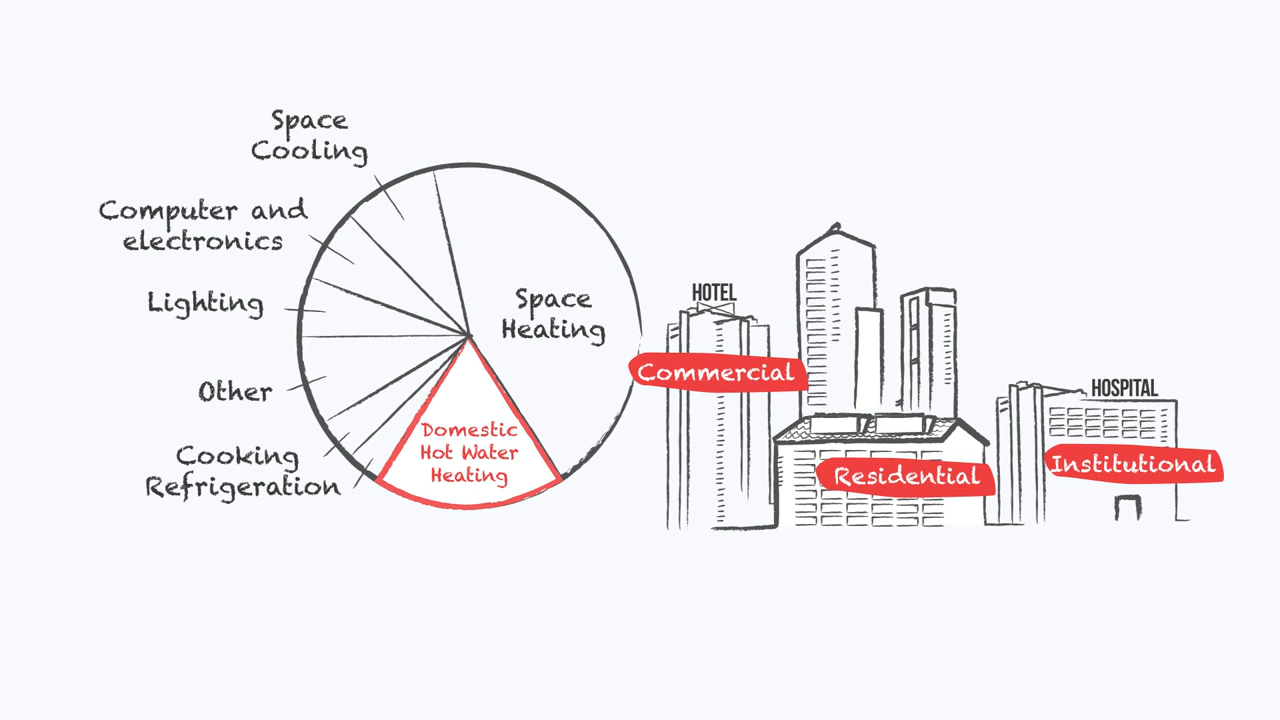 Space
Cooling
Computer and
electronics
Lighting
Other
Cooking
Refrigeration
Space
Heating
Domestic
Hot Water
Heating
HOTEL
Commercial
Residential
HOSPITAL
Institutional